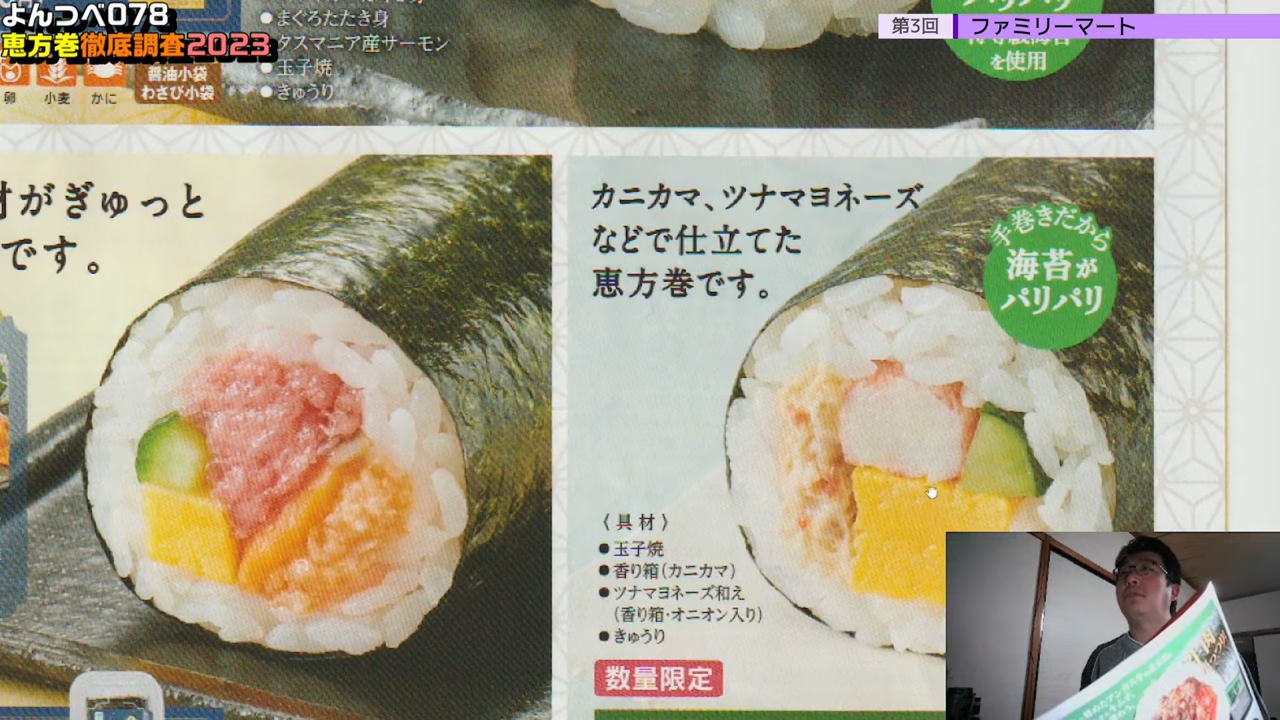 よんつべ078
恵方巻徹底調査2023
第3回
ファミリーマート
●まぐろたたき身
●タスマニア産サーモン
●玉子焼
●きゅうり
卵
小麦
かに
醤油小袋
わさび小袋
を使用
がぎゅっと
です。
カニカマ、ツナマヨネーズ
などで仕立てた
恵方巻です。
手巻きだから
海苔が
パリパリ
〈具材〉
●玉子焼
●香り箱(カニカマ)
●ツナマヨネーズ和え
(香り箱・オニオン入り)
●きゅうり
数量限定